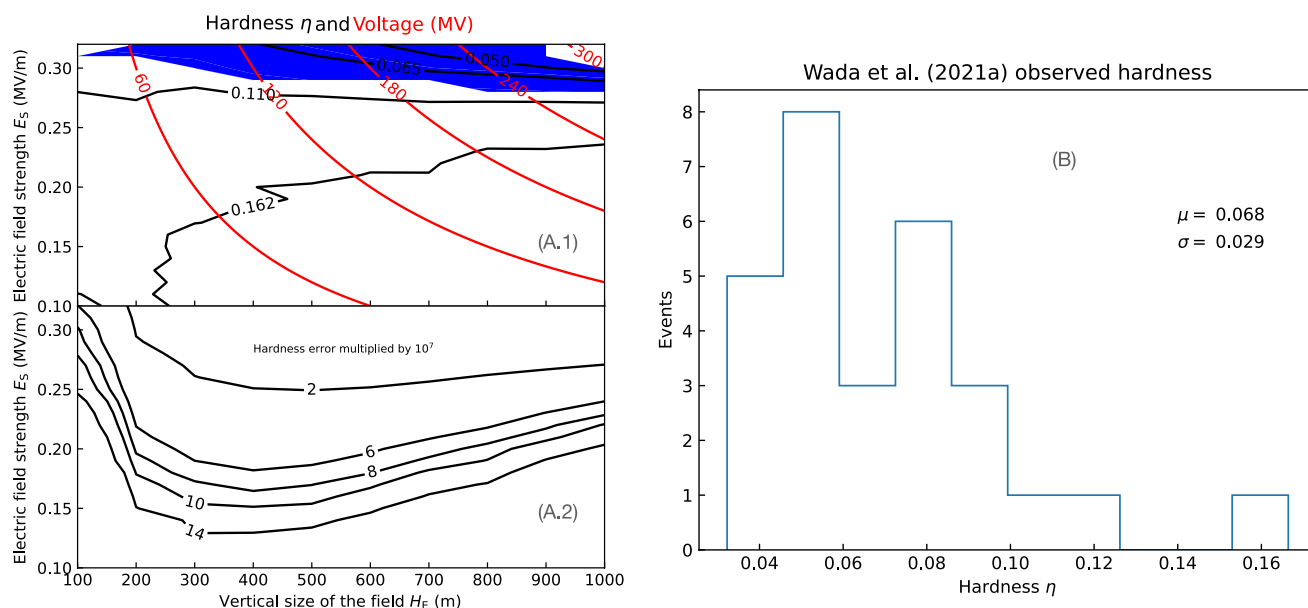 Hardness η and Voltage (MV)
Electric field strength E_S (MV/m)
0.30
0.25
0.20
0.15
0.10
60
120
180
240
300
0.050
0.065
0.110
0.162
(A.1)
Electric field strength E_S (MV/m)
0.30
0.25
0.20
0.15
0.10
Hardness error multiplied by 10^7
2
6
8
10
14
(A.2)
100 200 300 400 500 600 700 800 900 1000
Vertical size of the field H_F (m)
Wada et al. (2021a) observed hardness
Events
8
7
6
5
4
3
2
1
0
(B)
μ = 0.068
σ = 0.029
0.04 0.06 0.08 0.10 0.12 0.14 0.16
Hardness η